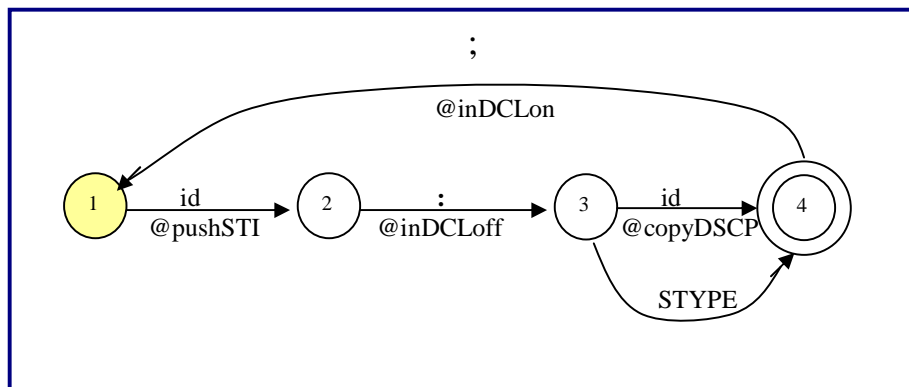 ;
@inDCLon
1 id 2 : 3 id 4
@pushSTI @inDCLoff @copyDSCP
STYPE